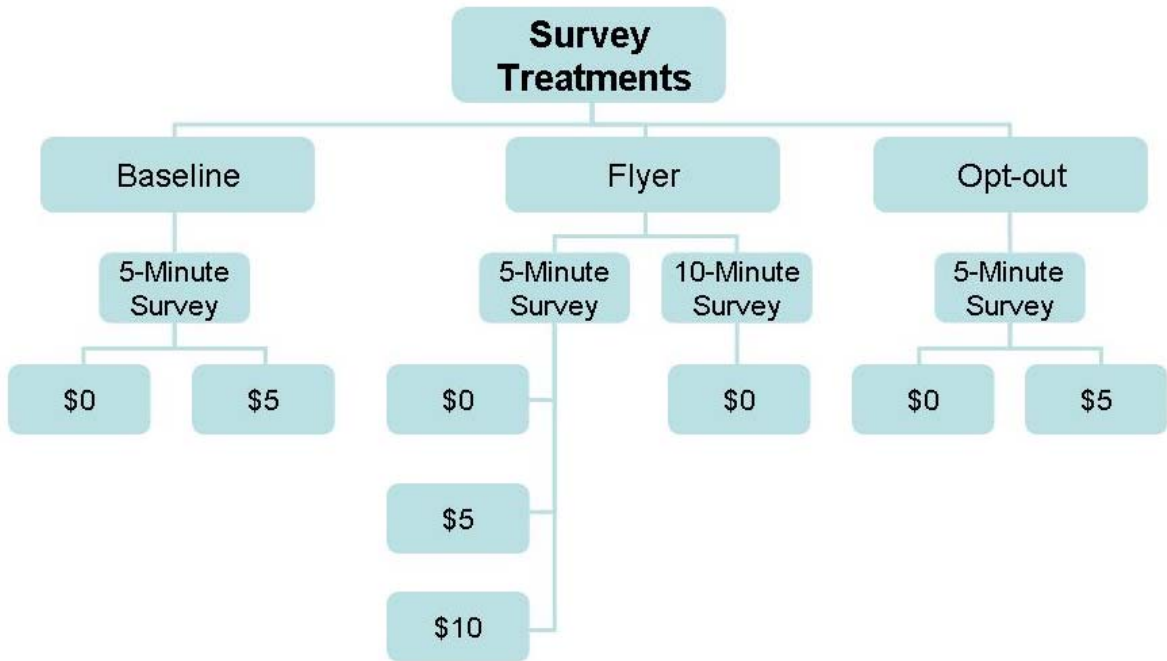 Survey
Treatments
Baseline
Flyer
Opt-out
5-Minute
Survey
5-Minute
Survey
10-Minute
Survey
5-Minute
Survey
$0
$5
$0
$0
$0
$5
$5
$10